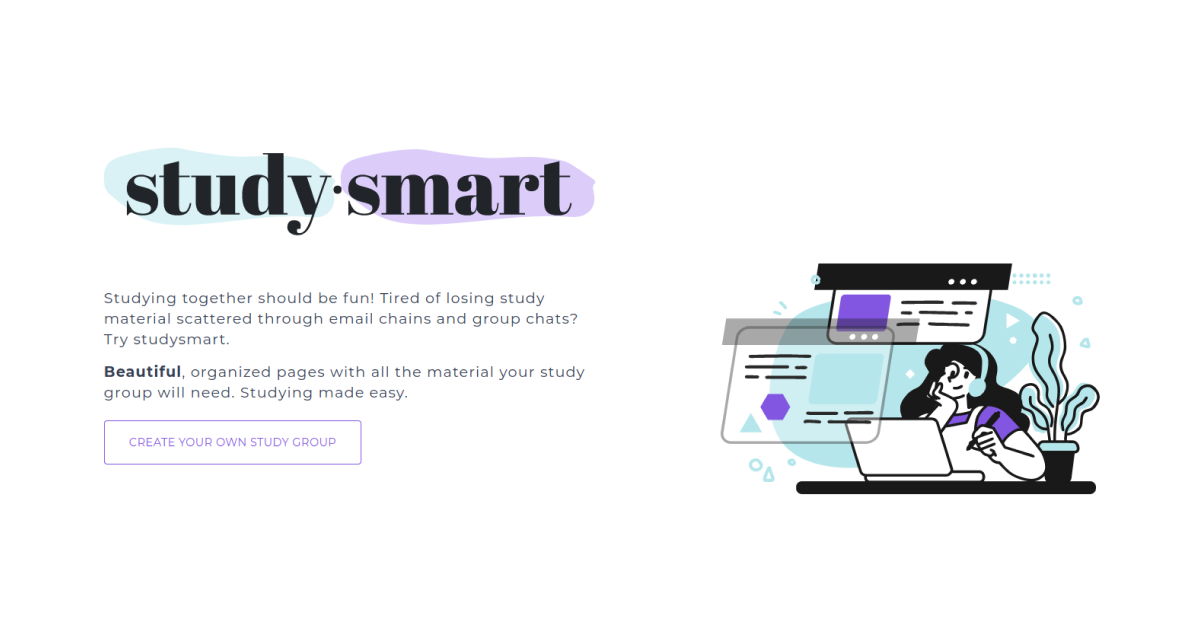 study·smart
Studying together should be fun! Tired of losing study
material scattered through email chains and group chats?
Try studysmart.
Beautiful, organized pages with all the material your study
group will need. Studying made easy.
CREATE YOUR OWN STUDY GROUP